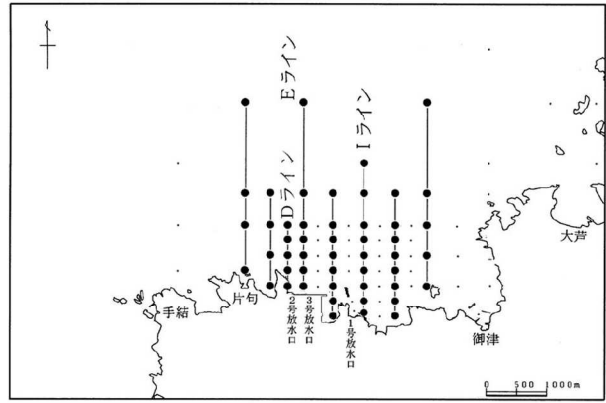 Eライン
Iライン
Dライン
大芦
片句
手結
2号放水口
3号放水口
1号放水口
御津
0 500 1000m